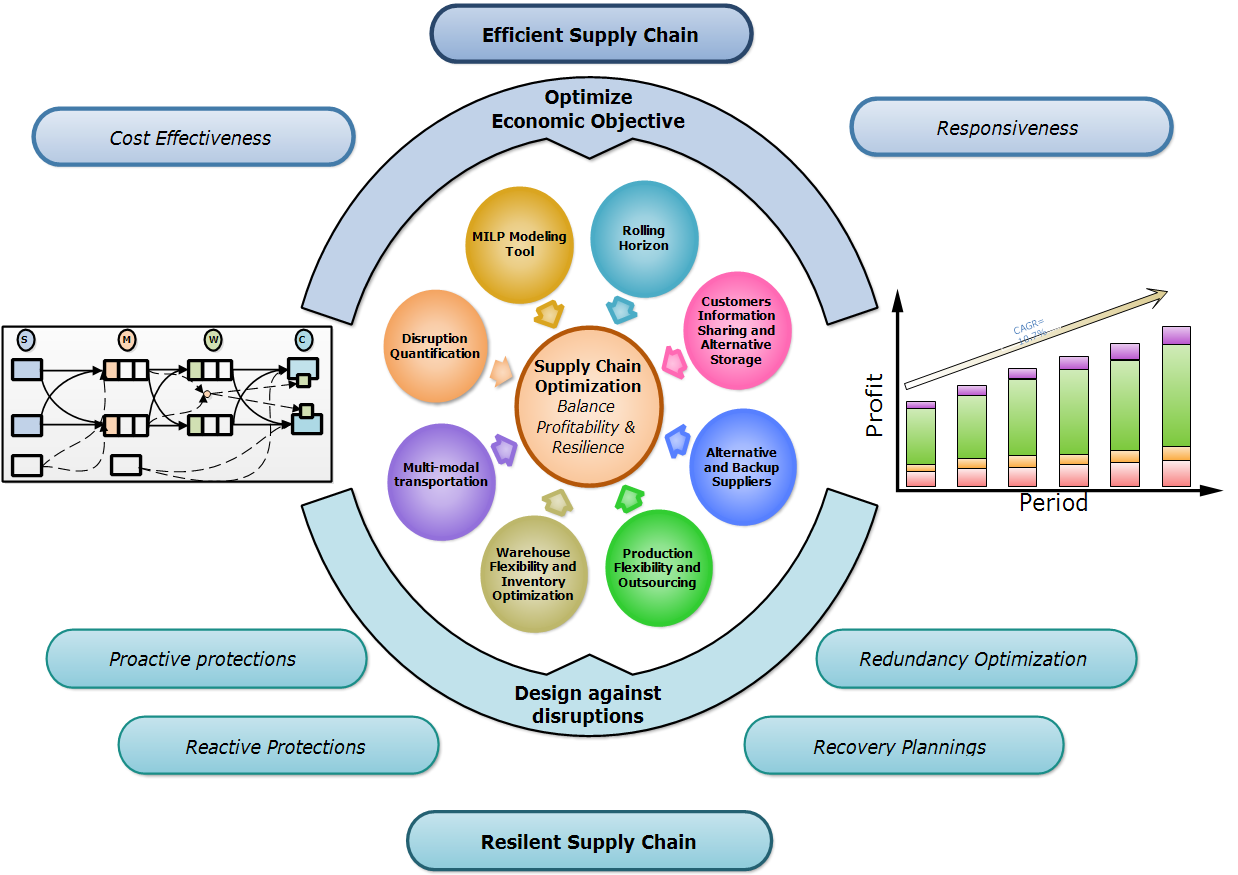 Efficient Supply Chain
Optimize
Economic Objective
Cost Effectiveness
Responsiveness
MILP Modeling
Tool
Rolling
Horizon
Customers
Information
Sharing and
Alternative
Storage
Disruption
Quantification
Supply Chain
Optimization
Balance
Profitability &
Resilience
Multi-modal
transportation
Alternative
and Backup
Suppliers
Warehouse
Flexibility and
Inventory
Optimization
Production
Flexibility and
Outsourcing
S
M
W
C
CAGR=
Profit
Period
Design against
disruptions
Proactive protections
Redundancy Optimization
Reactive Protections
Recovery Plannings
Resilent Supply Chain